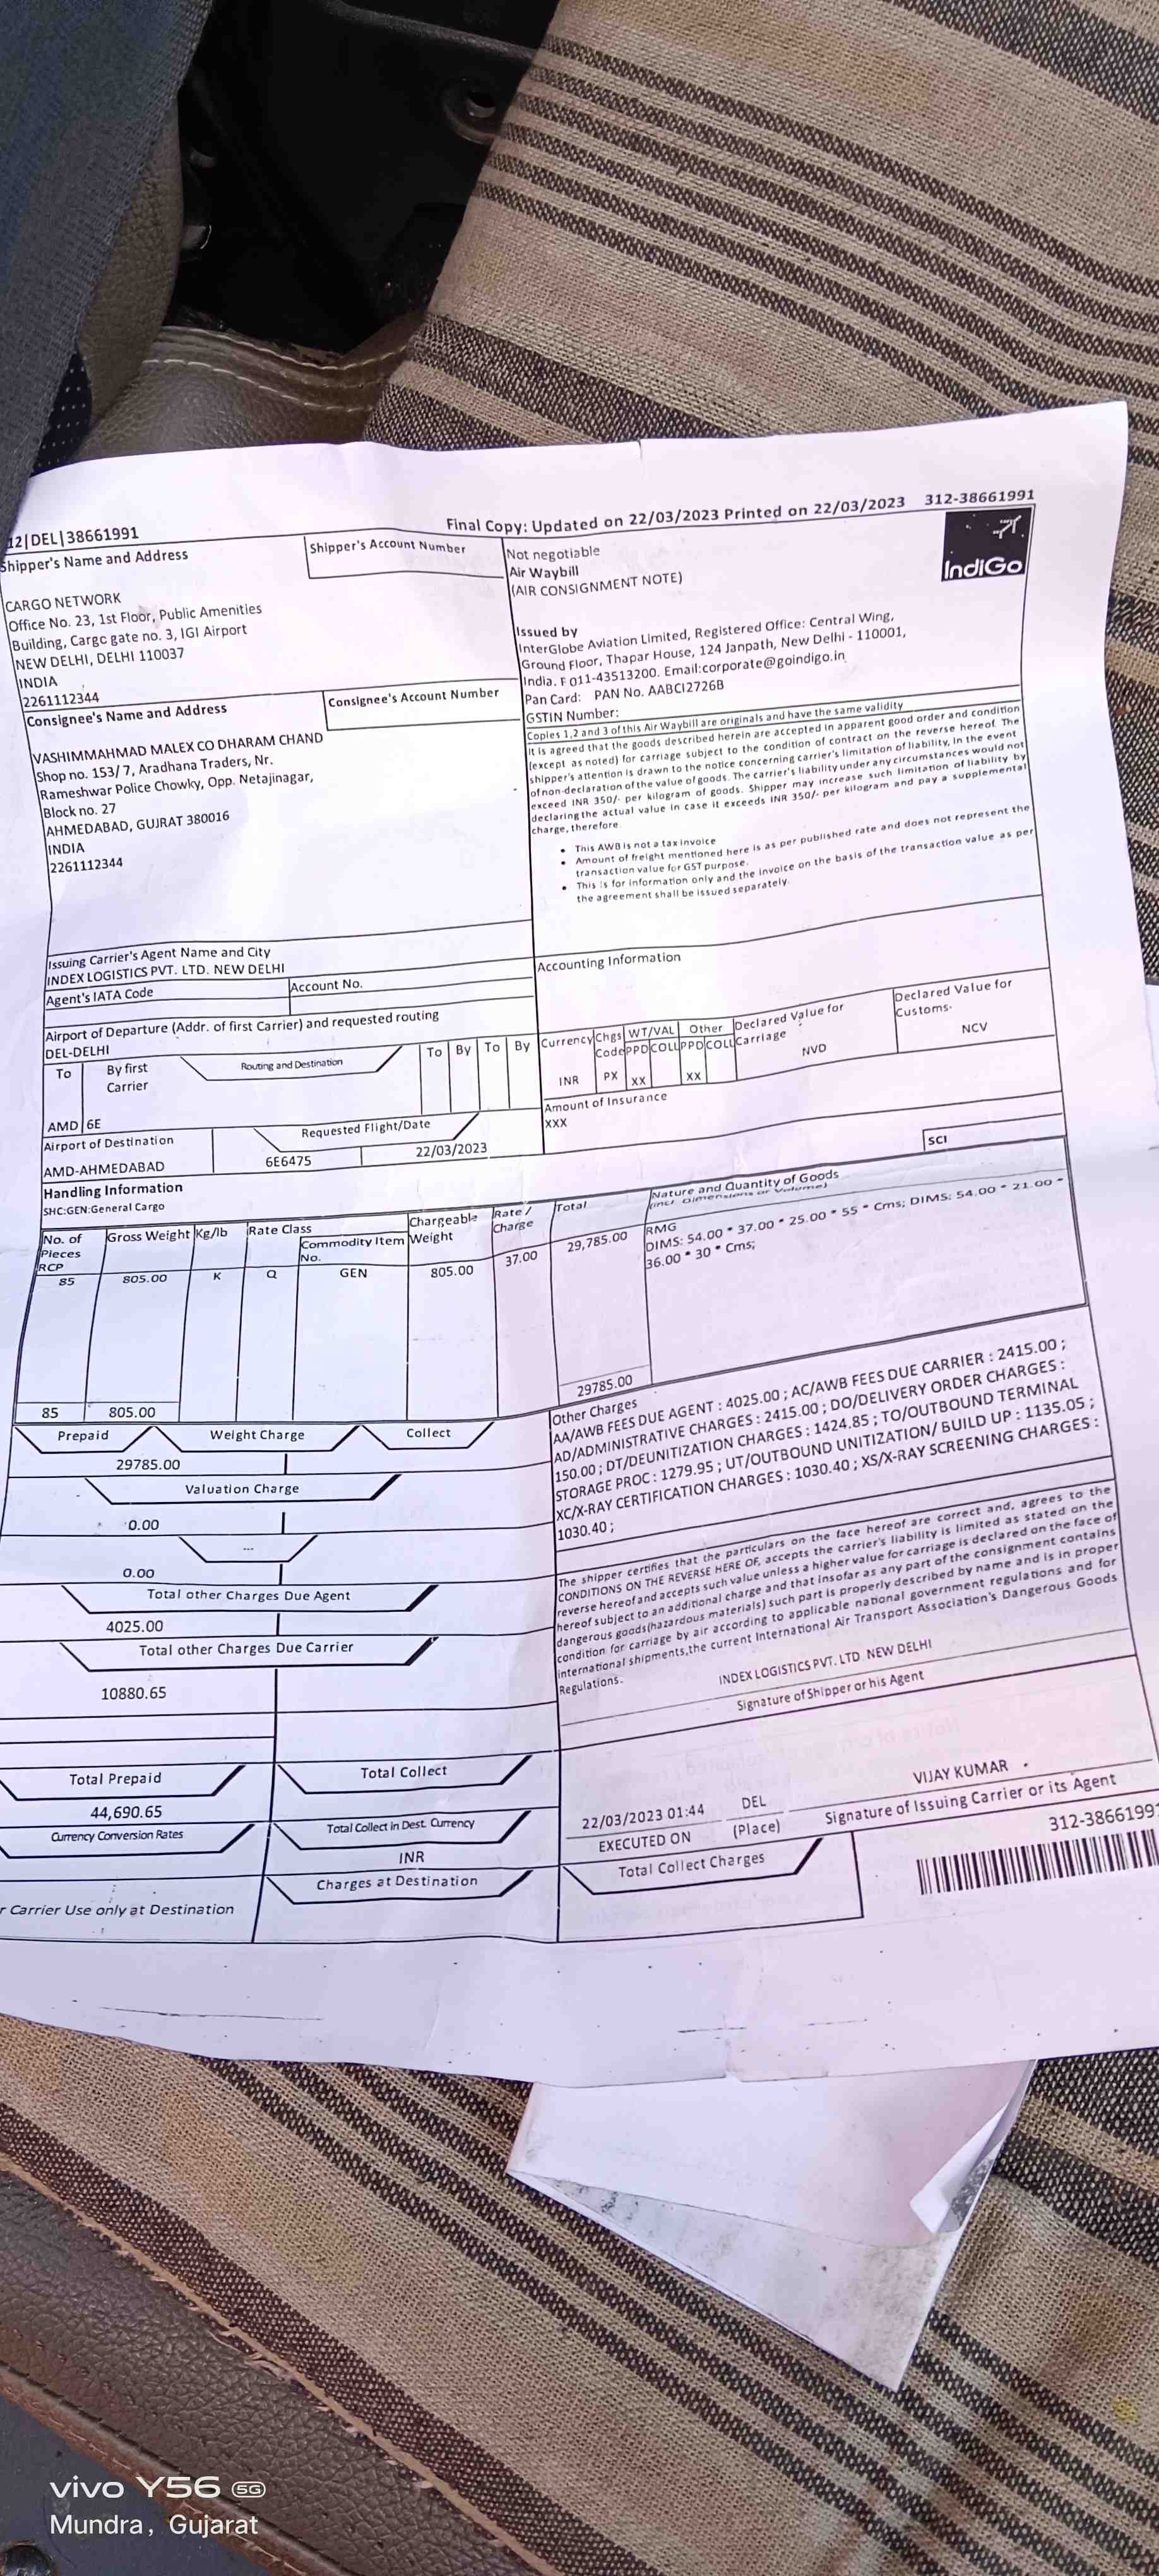 12|DEL|38661991
Final Copy: Updated on 22/03/2023 Printed on 22/03/2023 312-38661991
Shipper's Name and Address
Shipper's Account Number
CARGO NETWORK
Office No. 23, 1st Floor, Public Amenities
Building, Cargo gate no. 3, IGI Airport
NEW DELHI, DELHI 110037
INDIA
2261112344
Not negotiable
Air Waybill
(AIR CONSIGNMENT NOTE)
IndiGo
Issued by
InterGlobe Aviation Limited, Registered Office: Central Wing,
Ground Floor, Thapar House, 124 Janpath, New Delhi - 110001,
India. F 011-43513200. Email:corporate@goindigo.in
Pan Card: PAN No. AABCI2726B
GSTIN Number:
Consignee's Name and Address
Consignee's Account Number
VASHIMMAHMAD MALEX CO DHARAM CHAND
Shop no. 153/ 7, Aradhana Traders, Nr.
Rameshwar Police Chowky, Opp. Netajinagar,
Block no. 27
AHMEDABAD, GUJRAT 380016
INDIA
2261112344
Copies 1,2 and 3 of this Air Waybill are originals and have the same validity
It is agreed that the goods described herein are accepted in apparent good order and condition
(except as noted) for carriage subject to the condition of contract on the reverse hereof. The
shipper's attention is drawn to the notice concerning carrier's limitation of liability, in the event
of non-declaration of the value of goods. The carrier's liability under any circumstances would not
exceed INR 350/- per kilogram of goods. Shipper may increase such limitation of liability by
declaring the actual value in case it exceeds INR 350/- per kilogram and pay a supplemental
charge, therefore
• This AWB is not a tax invoice
• Amount of freight mentioned here is as per published rate and does not represent the
transaction value for GST purpose.
• This is for information only and the invoice on the basis of the transaction value as per
the agreement shall be issued separately.
Issuing Carrier's Agent Name and City
INDEX LOGISTICS PVT. LTD. NEW DELHI
Agent's IATA Code
Account No.
Accounting Information
Airport of Departure (Addr. of first Carrier) and requested routing
DEL-DELHI
To
By first
Carrier
Routing and Destination
To By To By
AMD 6E
Currency
Chgs
Code
WT/VAL
PPD COLL
Other
PPD COLL
Declared Value for
Carriage
Declared Value for
Customs
INR PX XX XX NVD NCV
Airport of Destination
Requested Flight/Date
AMD-AHMEDABAD
6E6475
22/03/2023
Amount of Insurance
XXX
Handling Information
SHC:GEN:General Cargo
SCI
No. of
Pieces
RCP
Gross Weight
Kg/lb
Rate Class
Commodity Item
No.
Chargeable
Weight
Rate /
Charge
Total
Nature and Quantity of Goods
(incl. Dimensions or Volume)
85 805.00 K Q GEN 805.00 37.00 29,785.00
RMG
DIMS: 54.00 * 37.00 * 25.00 * 55 * Cms; DIMS: 54.00 * 21.00 *
36.00 * 30 * Cms;
85 805.00
29785.00
Prepaid
Weight Charge
Collect
29785.00
Valuation Charge
0.00
...
0.00
Total other Charges Due Agent
4025.00
Total other Charges Due Carrier
10880.65
Other Charges
AA/AWB FEES DUE AGENT : 4025.00 ; AC/AWB FEES DUE CARRIER : 2415.00 ;
AD/ADMINISTRATIVE CHARGES : 2415.00 ; DO/DELIVERY ORDER CHARGES :
150.00 ; DT/DEUNITIZATION CHARGES : 1424.85 ; TO/OUTBOUND TERMINAL
STORAGE PROC : 1279.95 ; UT/OUTBOUND UNITIZATION/ BUILD UP : 1135.05 ;
XC/X-RAY CERTIFICATION CHARGES : 1030.40 ; XS/X-RAY SCREENING CHARGES :
1030.40 ;
The shipper certifies that the particulars on the face hereof are correct and, agrees to the
CONDITIONS ON THE REVERSE HERE OF, accepts the carrier's liability is limited as stated on the
reverse hereof and accepts such value unless a higher value for carriage is declared on the face of
hereof subject to an additional charge and that insofar as any part of the consignment contains
dangerous goods(hazardous materials) such part is properly described by name and is in proper
condition for carriage by air according to applicable national government regulations and for
international shipments,the current International Air Transport Association's Dangerous Goods
Regulations.
INDEX LOGISTICS PVT. LTD NEW DELHI
Signature of Shipper or his Agent
Total Prepaid
Total Collect
44,690.65
Currency Conversion Rates
Total Collect in Dest. Currency
INR
VIJAY KUMAR
22/03/2023 01:44 DEL
EXECUTED ON (Place) Signature of Issuing Carrier or its Agent
Charges at Destination
Total Collect Charges
312-3866199
r Carrier Use only at Destination
vivo Y56 5G
Mundra, Gujarat